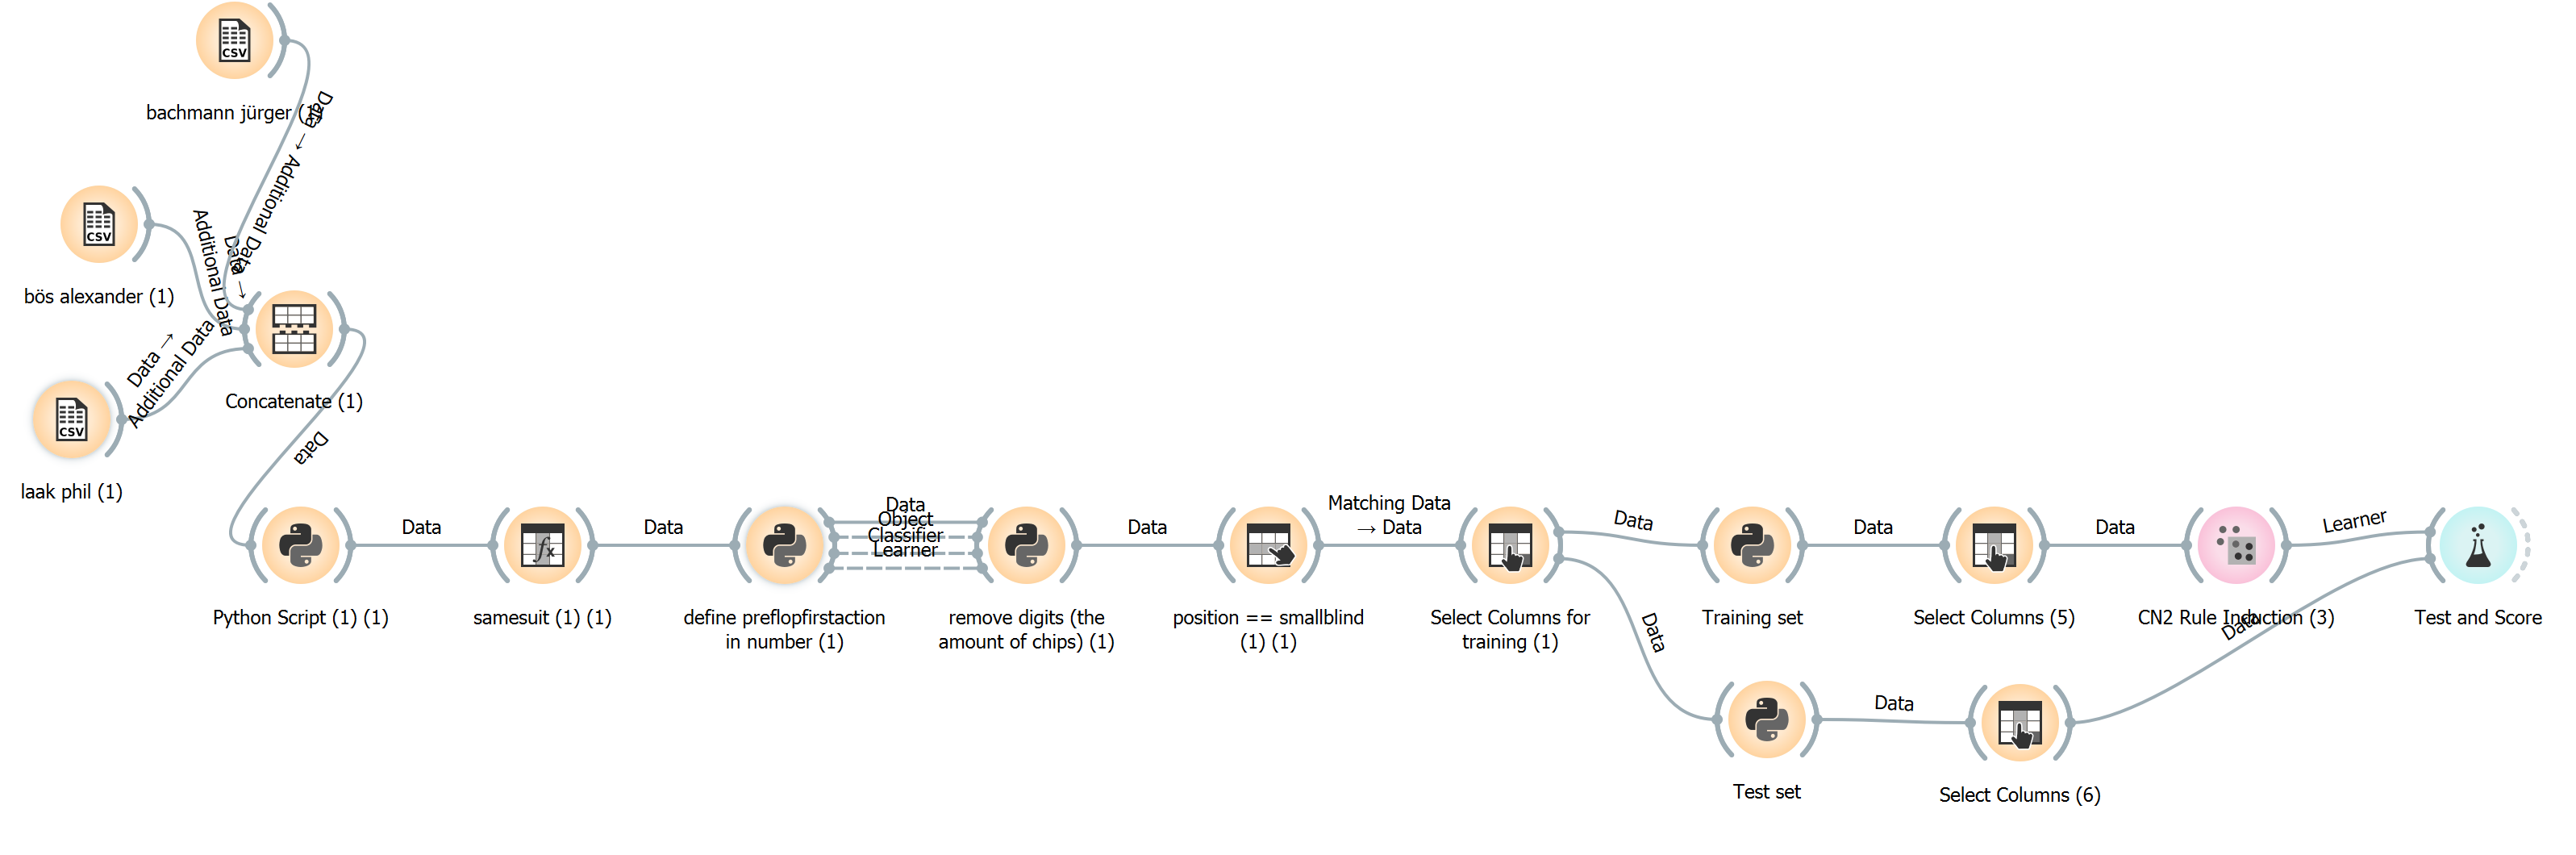 CSV
bachmann jürger (1)
Data → Additional Data
CSV
bös alexander (1)
Data →
Additional Data
CSV
laak phil (1)
Data →
Additional Data
Concatenate (1)
Data
Python Script (1) (1)
Data
samesuit (1) (1)
Data
define preflopfirstaction
in number (1)
Data
Object
Classifier
Learner
remove digits (the
amount of chips) (1)
Data
position == smallblind
(1) (1)
Matching Data
→ Data
Select Columns for
training (1)
Data
Training set
Data
Select Columns (5)
Data
CN2 Rule Induction (3)
Learner
Test and Score
Data
Test set
Data
Select Columns (6)
Data